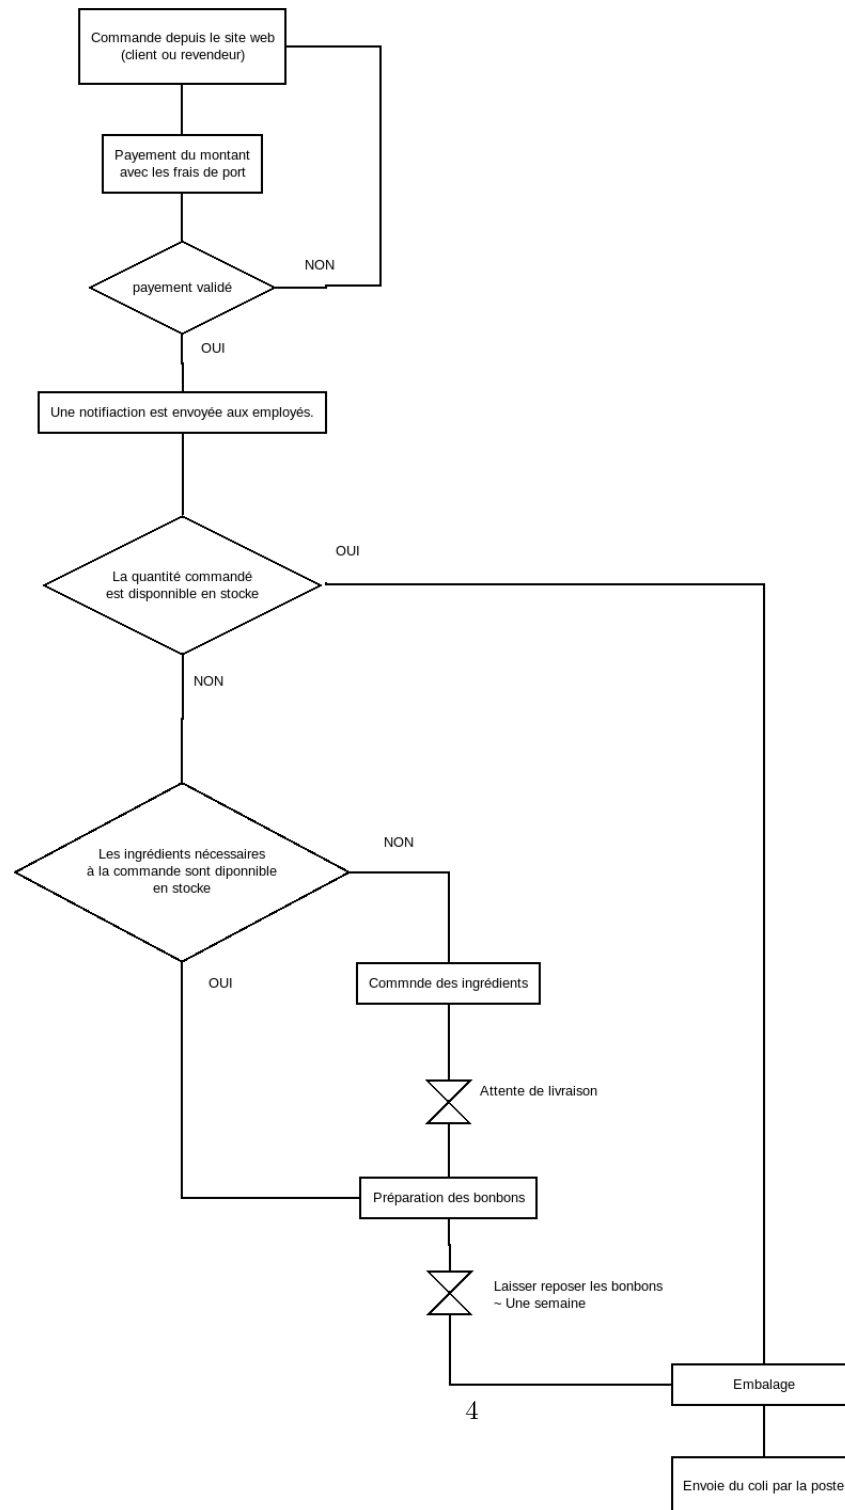 Commande depuis le site web
(client ou revendeur)
Payement du montant
avec les frais de port
NON
payement validé
OUI
Une notifiaction est envoyée aux employés.
OUI
La quantité commandé
est disponnible en stocke
NON
NON
Les ingrédients nécessaires
à la commande sont diponnible
en stocke
OUI
Commnde des ingrédients
Attente de livraison
Préparation des bonbons
Laisser reposer les bonbons
~ Une semaine
Embalage
4
Envoie du coli par la poste